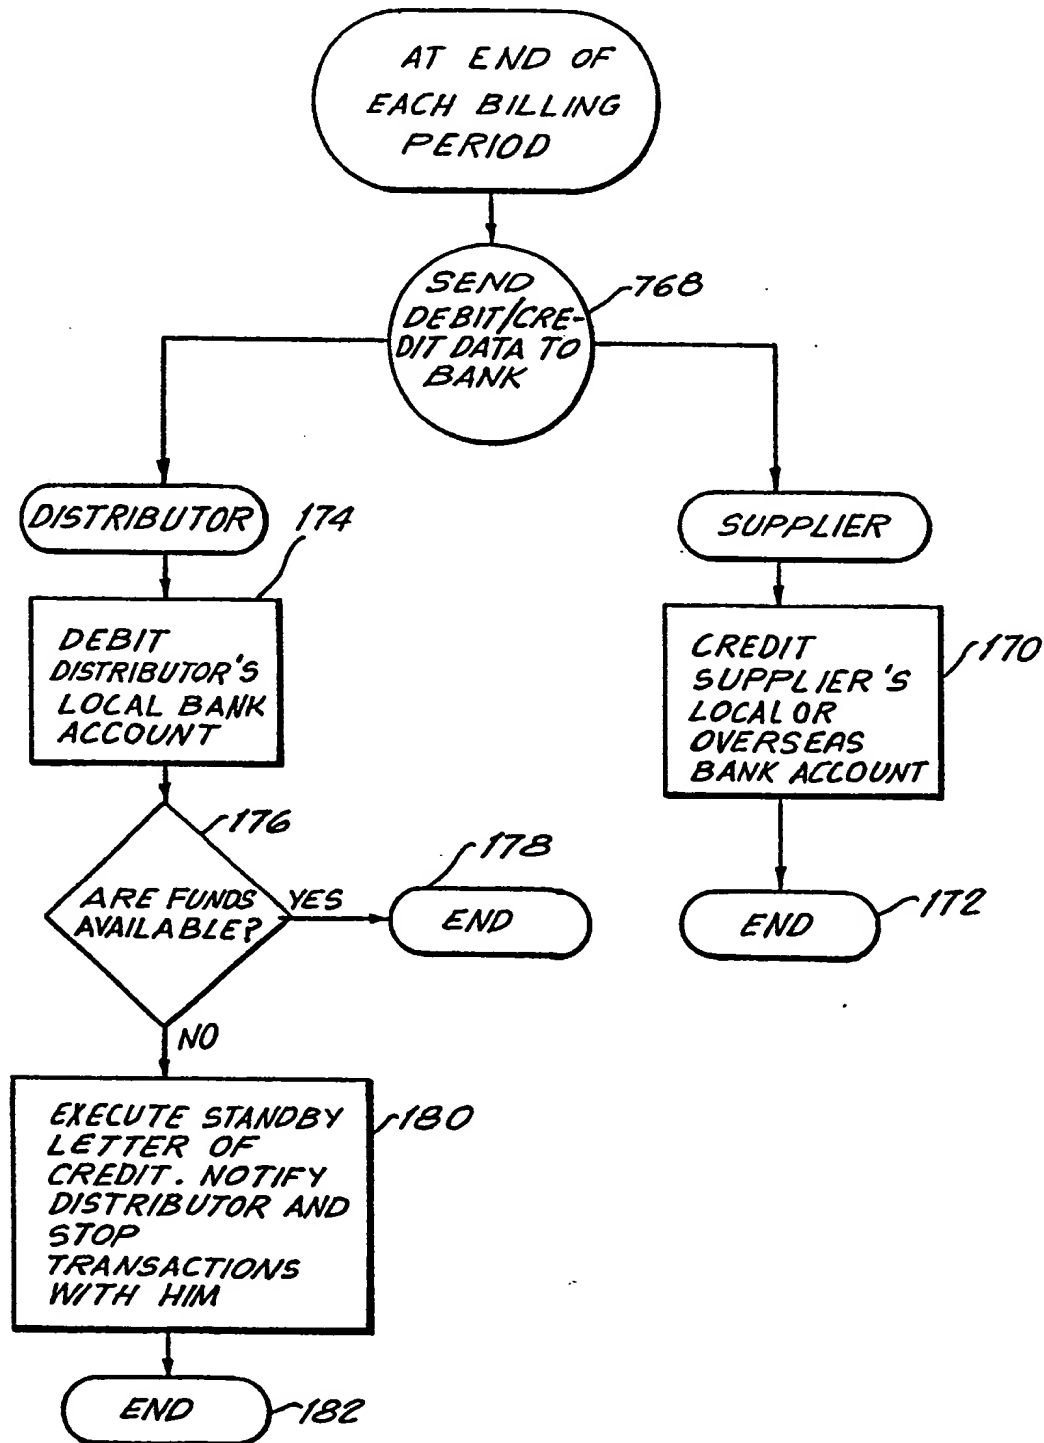 AT END OF
EACH BILLING
PERIOD
SEND
DEBIT/CRE-
DIT DATA TO
BANK
768
DISTRIBUTOR
174
DEBIT
DISTRIBUTOR'S
LOCAL BANK
ACCOUNT
176
ARE FUNDS
AVAILABLE?
YES
178
END
NO
EXECUTE STANDBY
LETTER OF
CREDIT. NOTIFY
DISTRIBUTOR AND
STOP
TRANSACTIONS
WITH HIM
180
END
182
SUPPLIER
CREDIT
SUPPLIER'S
LOCAL OR
OVERSEAS
BANK ACCOUNT
170
END
172